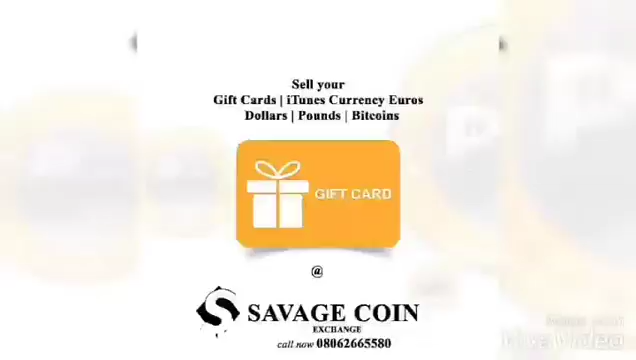 Sell your
Gift Cards | iTunes Currency Euros
Dollars | Pounds | Bitcoins
GIFT CARD
@
SAVAGE COIN
EXCHANGE
call now 08062665580